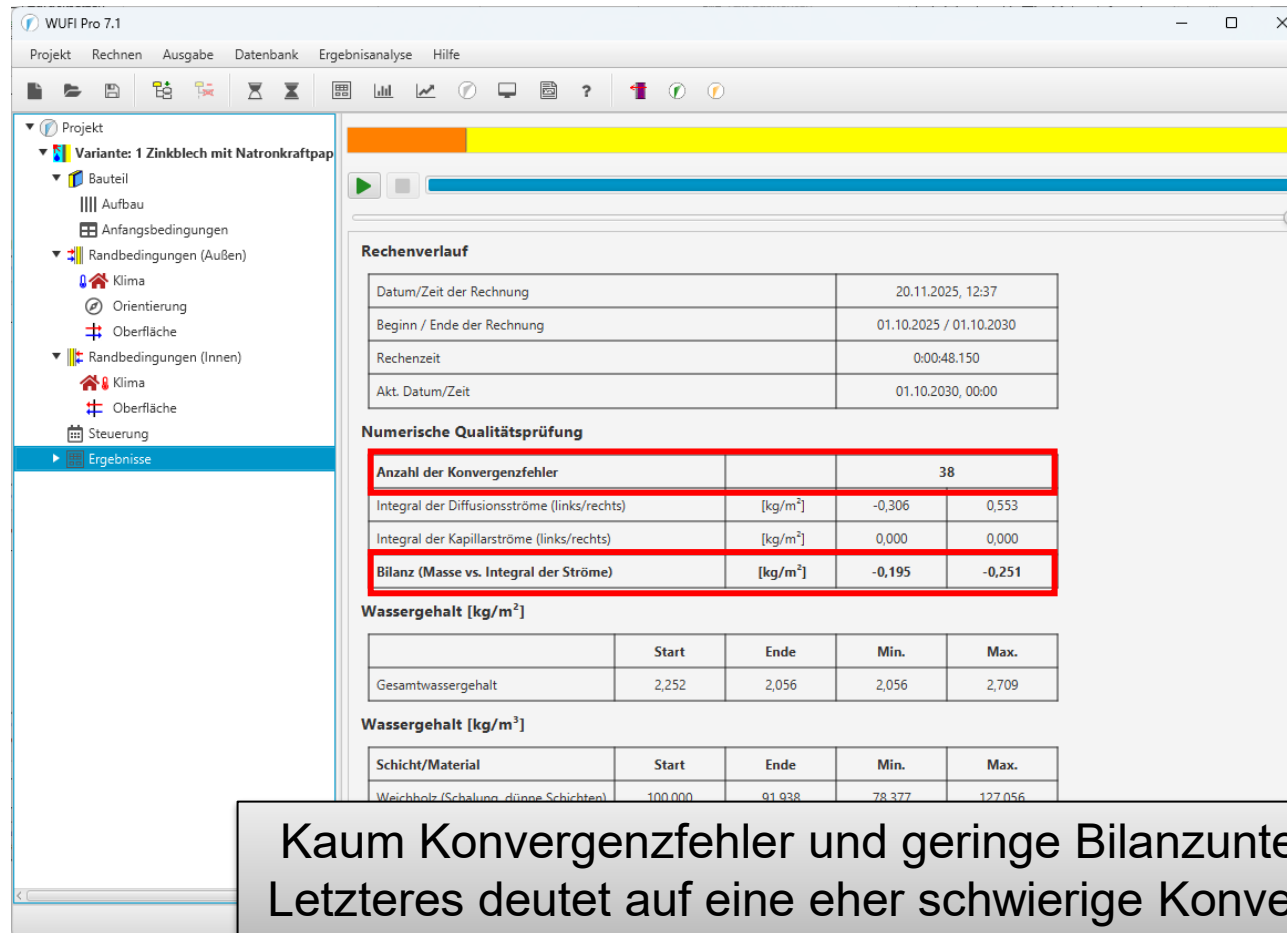 WUFI Pro 7.1
Projekt Rechnen Ausgabe Datenbank Ergebnisanalyse Hilfe
?
Projekt
Variante: 1 Zinkblech mit Natronkraftpap
Bauteil
Aufbau
Anfangsbedingungen
Randbedingungen (Außen)
Klima
Orientierung
Oberfläche
Randbedingungen (Innen)
Klima
Oberfläche
Steuerung
Ergebnisse
Rechenverlauf
Datum/Zeit der Rechnung 20.11.2025, 12:37
Beginn / Ende der Rechnung 01.10.2025 / 01.10.2030
Rechenzeit 0:00:48.150
Akt. Datum/Zeit 01.10.2030, 00:00
Numerische Qualitätsprüfung
Anzahl der Konvergenzfehler 38
Integral der Diffusionsströme (links/rechts) [kg/m²] -0,306 0,553
Integral der Kapillarströme (links/rechts) [kg/m²] 0,000 0,000
Bilanz (Masse vs. Integral der Ströme) [kg/m²] -0,195 -0,251
Wassergehalt [kg/m²]
Start Ende Min. Max.
Gesamtwassergehalt 2,252 2,056 2,056 2,709
Wassergehalt [kg/m³]
Schicht/Material Start Ende Min. Max.
Weichholz (Schalung, dünne Schichten) 100,000 91,938 78,377 127,056
Kaum Konvergenzfehler und geringe Bilanzunte
Letzteres deutet auf eine eher schwierige Konve